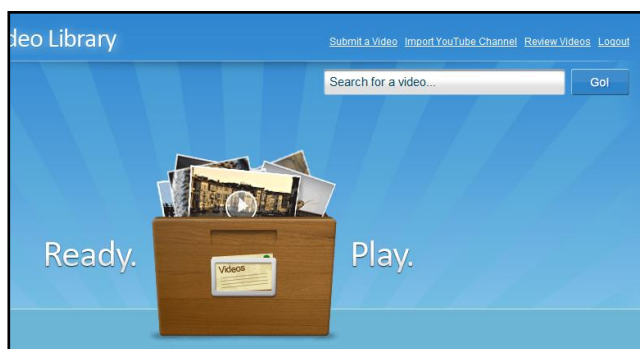 deo Library
Submit a Video Import YouTube Channel Review Videos Logout
Search for a video... Go!
Ready. Play.
Videos